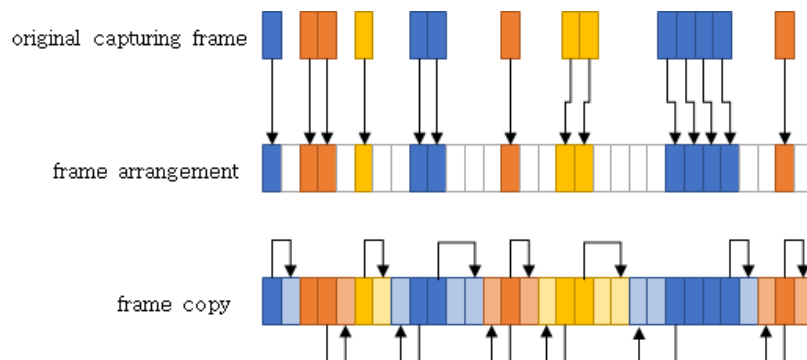 original capturing frame
frame arrangement
frame copy